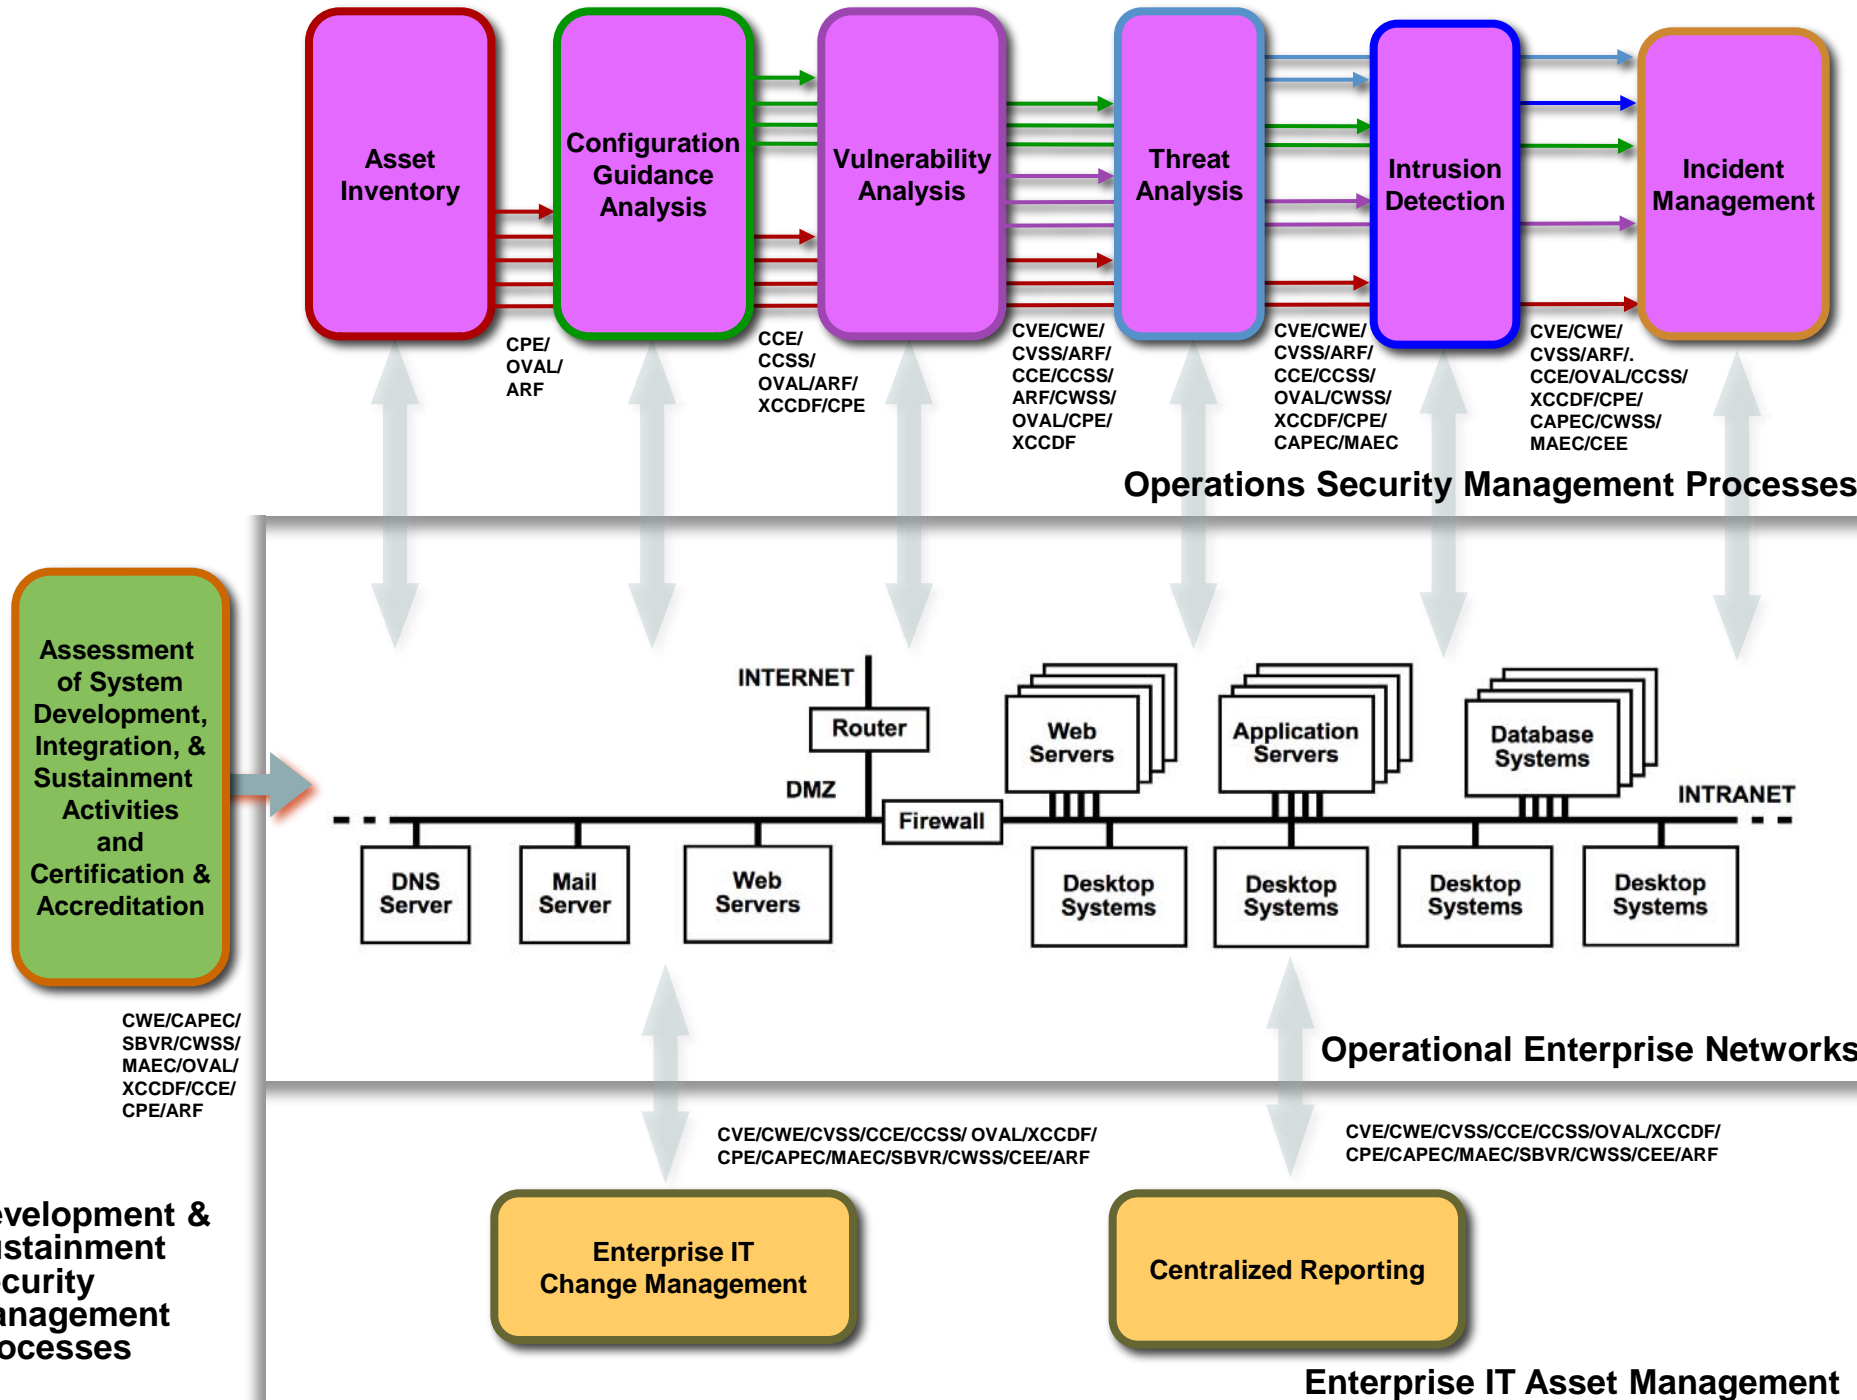 Asset
Inventory
Configuration
Guidance
Analysis
Vulnerability
Analysis
Threat
Analysis
Intrusion
Detection
Incident
Management
CPE/
OVAL/
ARF
CCE/
CCSS/
OVAL/ARF/
XCCDF/CPE
CVE/CWE/
CVSS/ARF/
CCE/CCSS/
ARF/CWSS/
OVAL/CPE/
XCCDF
CVE/CWE/
CVSS/ARF/
CCE/CCSS/
OVAL/CWSS/
XCCDF/CPE/
CAPEC/MAEC
CVE/CWE/
CVSS/ARF/.
CCE/OVAL/CCSS/
XCCDF/CPE/
CAPEC/CWSS/
MAEC/CEE
Operations Security Management Processes
Assessment
of System
Development,
Integration, &
Sustainment
Activities
and
Certification &
Accreditation
CWE/CAPEC/
SBVR/CWSS/
MAEC/OVAL/
XCCDF/CCE/
CPE/ARF
INTERNET
Router
DMZ
Firewall
Web
Servers
Application
Servers
Database
Systems
INTRANET
DNS
Server
Mail
Server
Web
Servers
Desktop
Systems
Desktop
Systems
Desktop
Systems
Desktop
Systems
Operational Enterprise Networks
CVE/CWE/CVSS/CCE/CCSS/ OVAL/XCCDF/
CPE/CAPEC/MAEC/SBVR/CWSS/CEE/ARF
CVE/CWE/CVSS/CCE/CCSS/OVAL/XCCDF/
CPE/CAPEC/MAEC/SBVR/CWSS/CEE/ARF
evelopment &
ustainment
ecurity
anagement
ocesses
Enterprise IT
Change Management
Centralized Reporting
Enterprise IT Asset Management